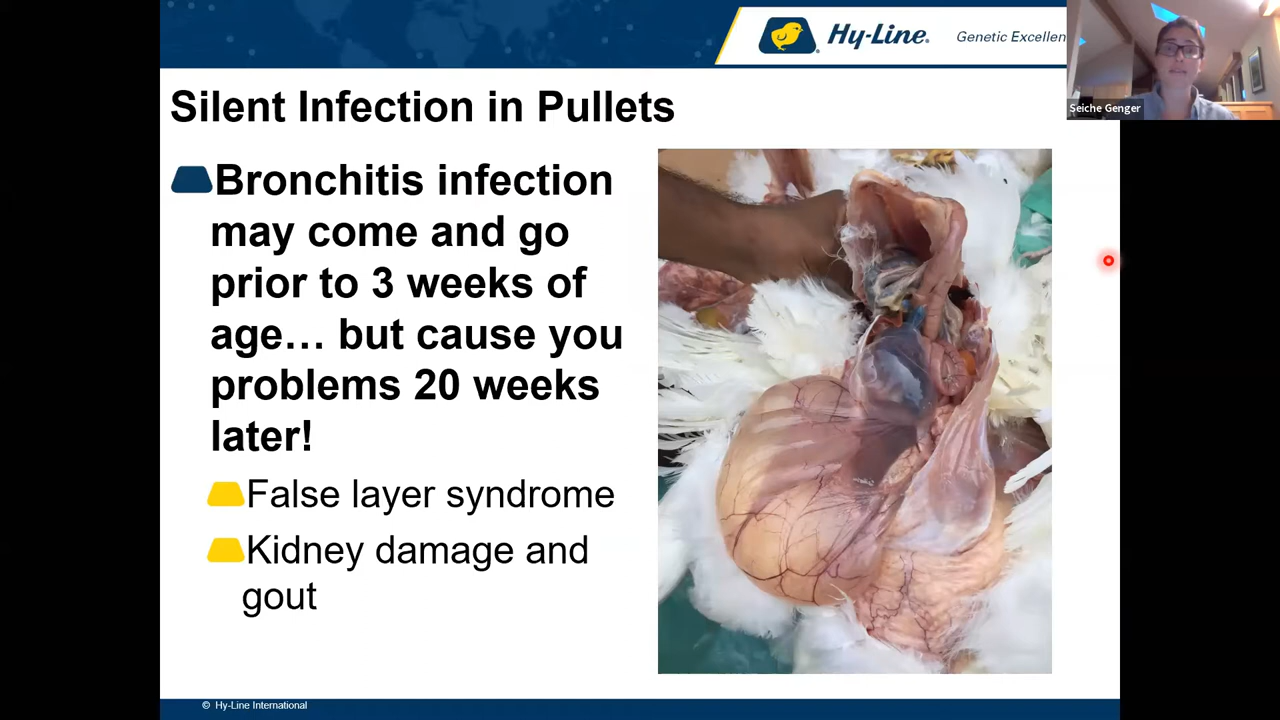 Hy-Line® Genetic Excellen
Seiche Genger
Silent Infection in Pullets
Bronchitis infection
may come and go
prior to 3 weeks of
age… but cause you
problems 20 weeks
later!
False layer syndrome
Kidney damage and
gout
© Hy-Line International